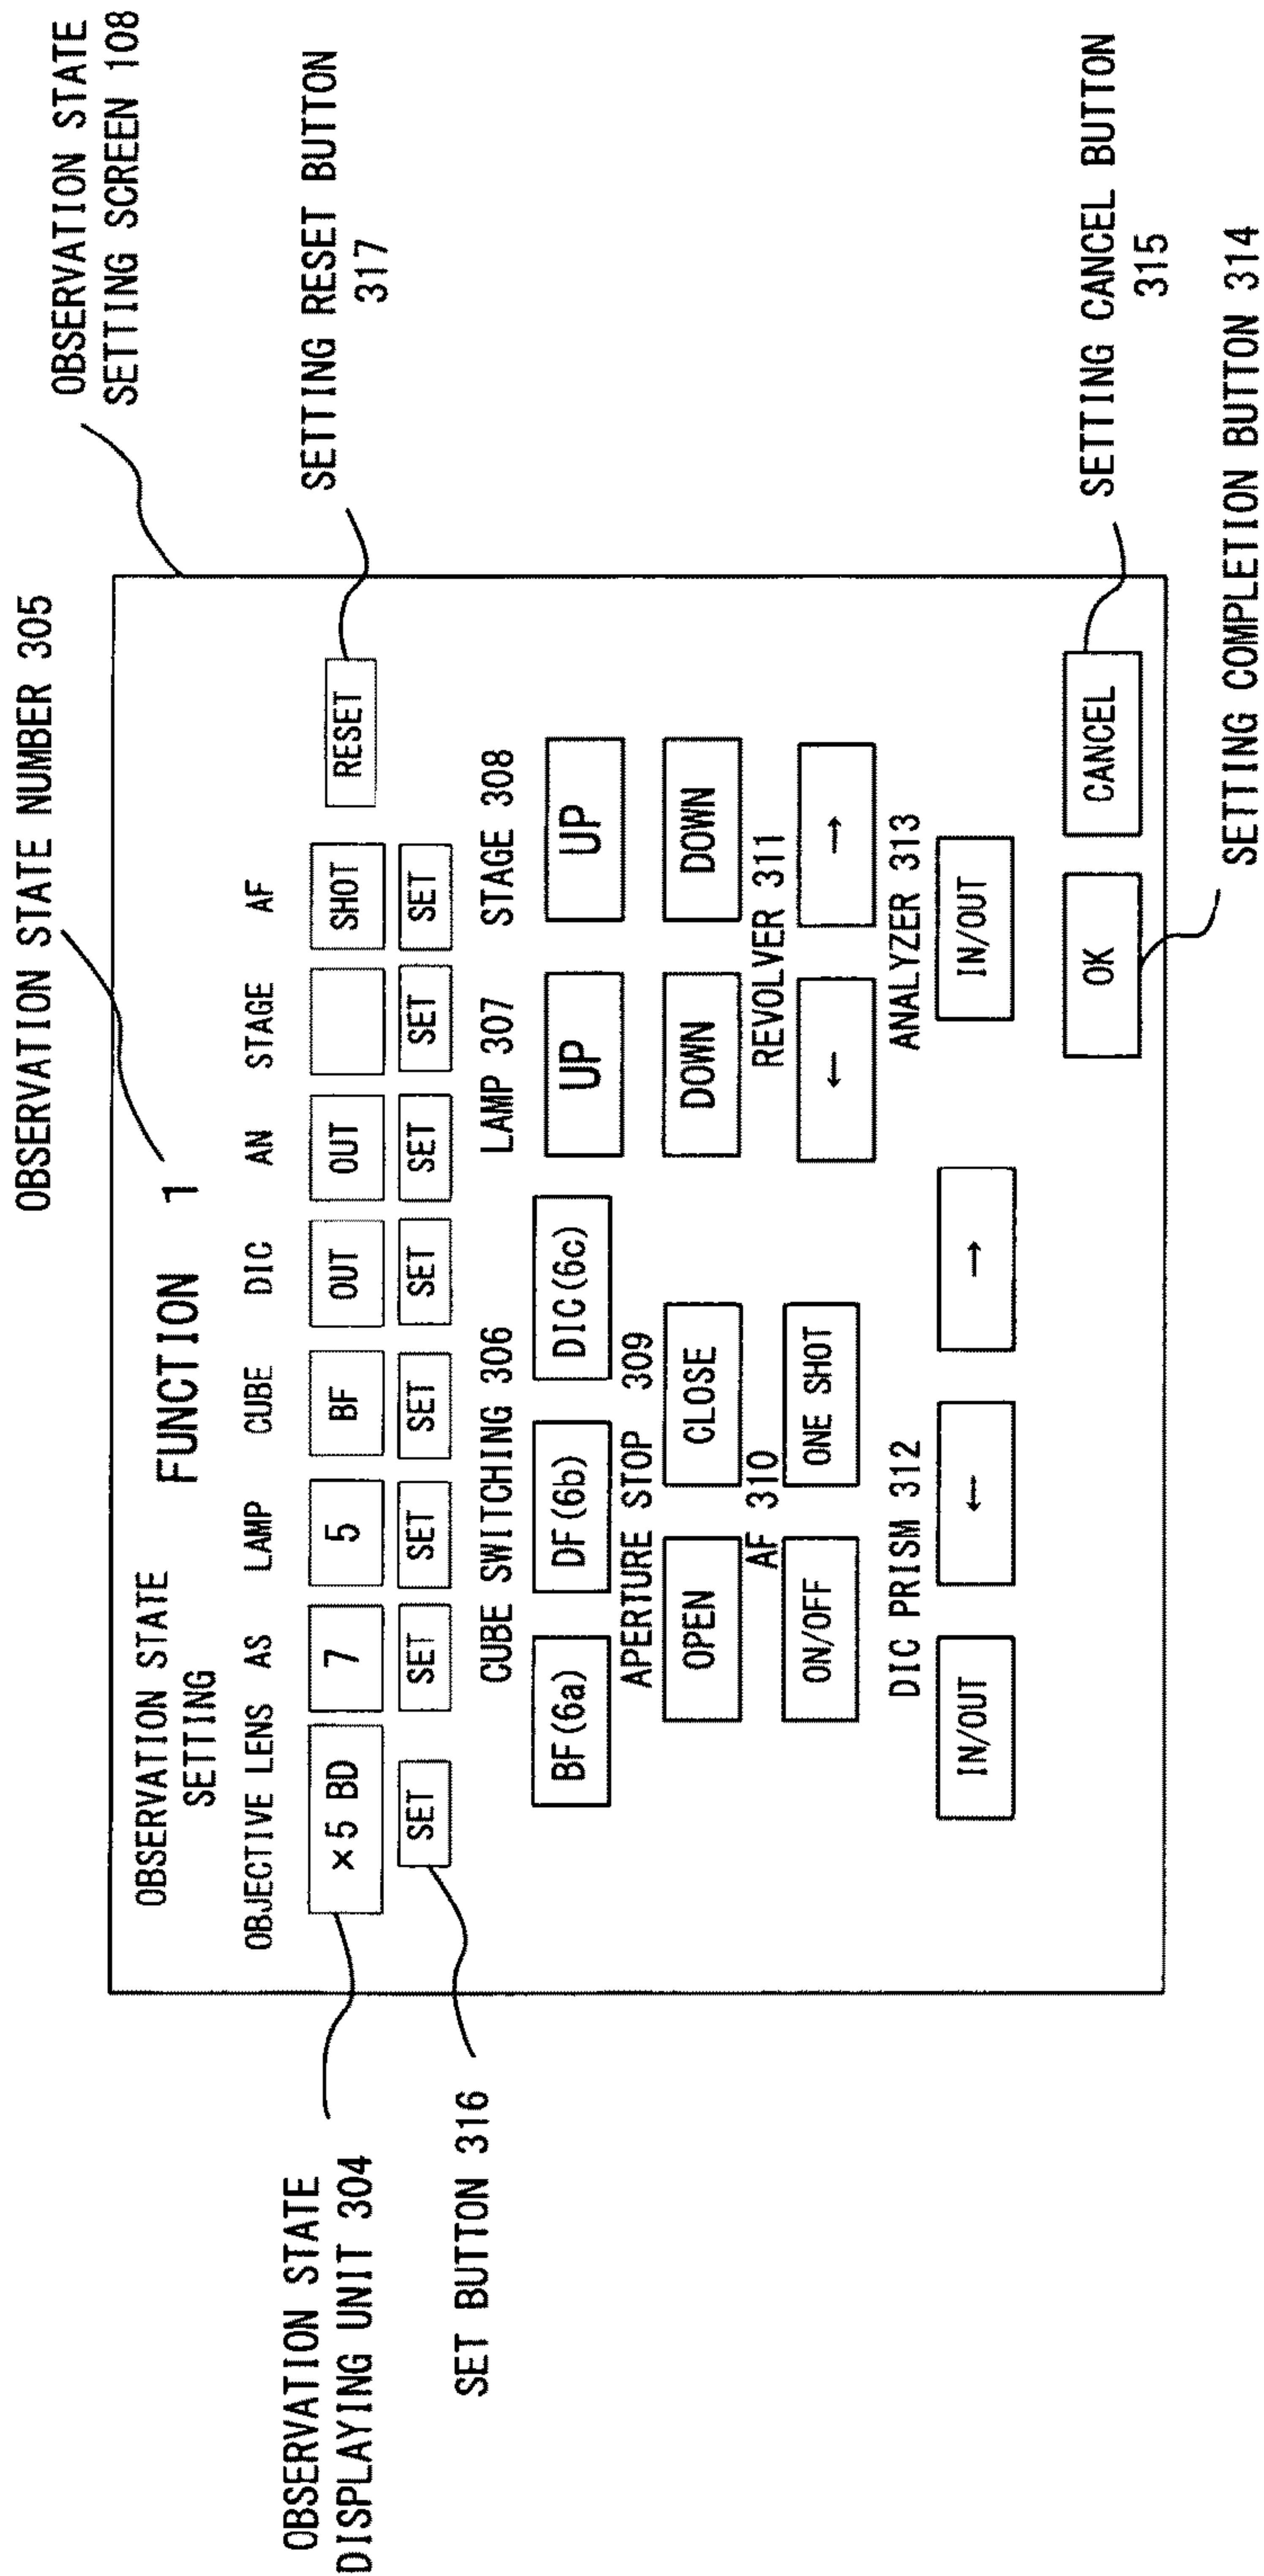 OBSERVATION STATE NUMBER 305
OBSERVATION STATE
SETTING SCREEN 108
OBSERVATION STATE
SETTING
FUNCTION 1
OBJECTIVE LENS AS LAMP CUBE DIC AN STAGE AF
×5 BD 7 5 BF OUT OUT SHOT RESET
SET SET SET SET SET SET SET SET
SETTING RESET BUTTON
317
OBSERVATION STATE
DISPLAYING UNIT 304
SET BUTTON 316
CUBE SWITCHING 306 LAMP 307 STAGE 308
BF(6a) DF(6b) DIC(6c) UP UP
APERTURE STOP 309
OPEN CLOSE DOWN DOWN
AF 310 REVOLVER 311
ON/OFF ONE SHOT ← →
DIC PRISM 312 ANALYZER 313
IN/OUT ← → IN/OUT
OK CANCEL
SETTING CANCEL BUTTON
315
SETTING COMPLETION BUTTON 314